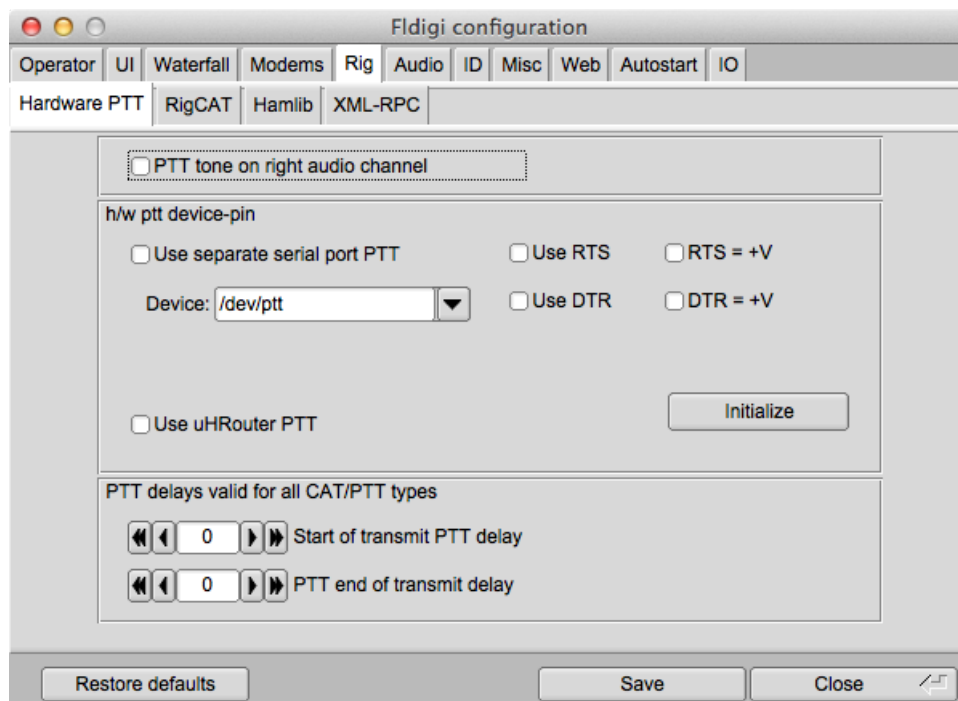 Fldigi configuration
Operator UI Waterfall Modems Rig Audio ID Misc Web Autostart IO
Hardware PTT RigCAT Hamlib XML-RPC
PTT tone on right audio channel
h/w ptt device-pin
Use separate serial port PTT Use RTS RTS = +V
Device: /dev/ptt Use DTR DTR = +V
Use uHRouter PTT Initialize
PTT delays valid for all CAT/PTT types
0 Start of transmit PTT delay
0 PTT end of transmit delay
Restore defaults Save Close